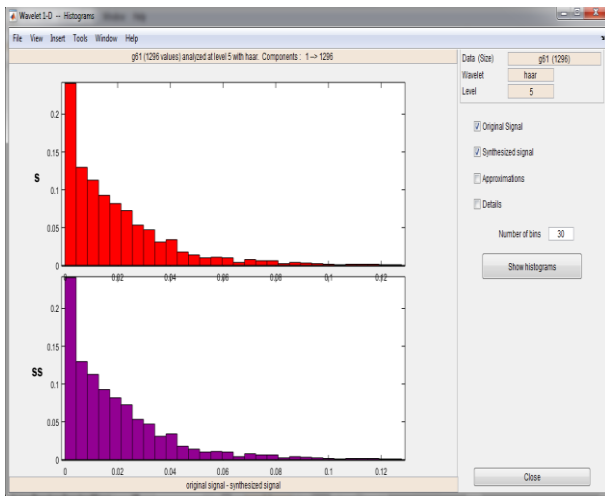 Wavelet 1-D -- Histograms
File View Insert Tools Window Help
g61 (1296 values) analyzed at level 5 with haar. Components : 1 --> 1296
Data (Size) g61 (1296)
Wavelet haar
Level 5
Original Signal
Synthesized signal
Approximations
Details
Number of bins 30
Show histograms
S
0.2
0.15
0.1
0.05
0
0 0.02 0.04 0.06 0.08 0.1 0.12
SS
0.2
0.15
0.1
0.05
0
0 0.02 0.04 0.06 0.08 0.1 0.12
original signal - synthesized signal
Close